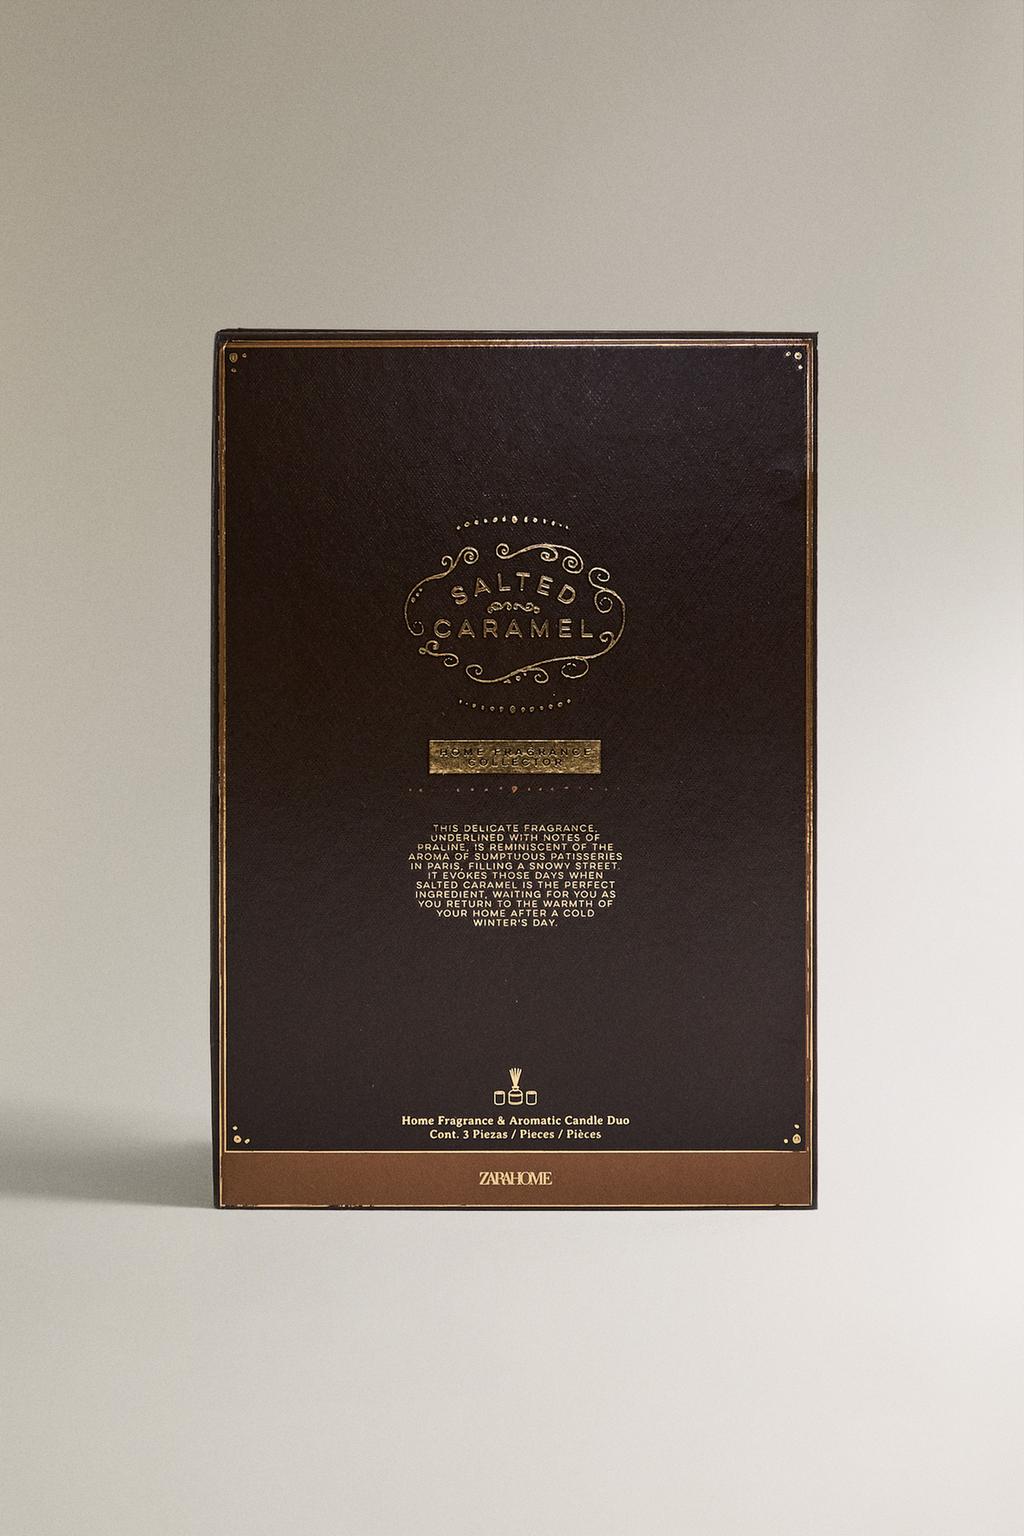 SALTED
CARAMEL
HOME FRAGRANCE
COLLECTOR
THIS DELICATE FRAGRANCE,
UNDERLINED WITH NOTES OF
PRALINE, IS REMINISCENT OF THE
AROMA OF SUMPTUOUS PATISSERIES
IN PARIS, FILLING A SNOWY STREET.
IT EVOKES THOSE DAYS WHEN
SALTED CARAMEL IS THE PERFECT
INGREDIENT, WAITING FOR YOU AS
YOU RETURN TO THE WARMTH OF
YOUR HOME AFTER A COLD
WINTER'S DAY.
Home Fragrance & Aromatic Candle Duo
Cont. 3 Piezas / Pieces / Pièces
ZARAHOME